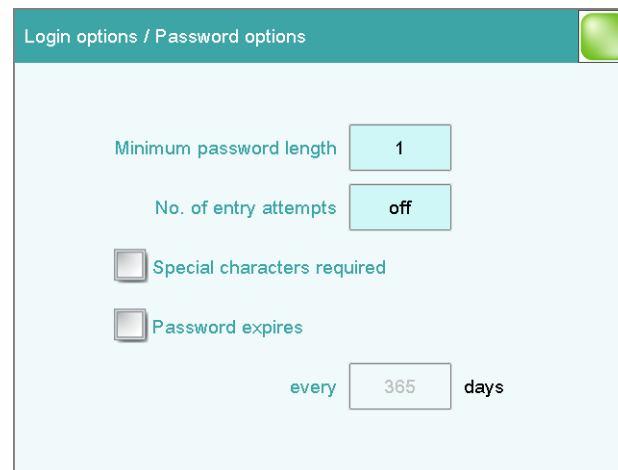 Login options / Password options
Minimum password length 1
No. of entry attempts off
Special characters required
Password expires
every 365 days